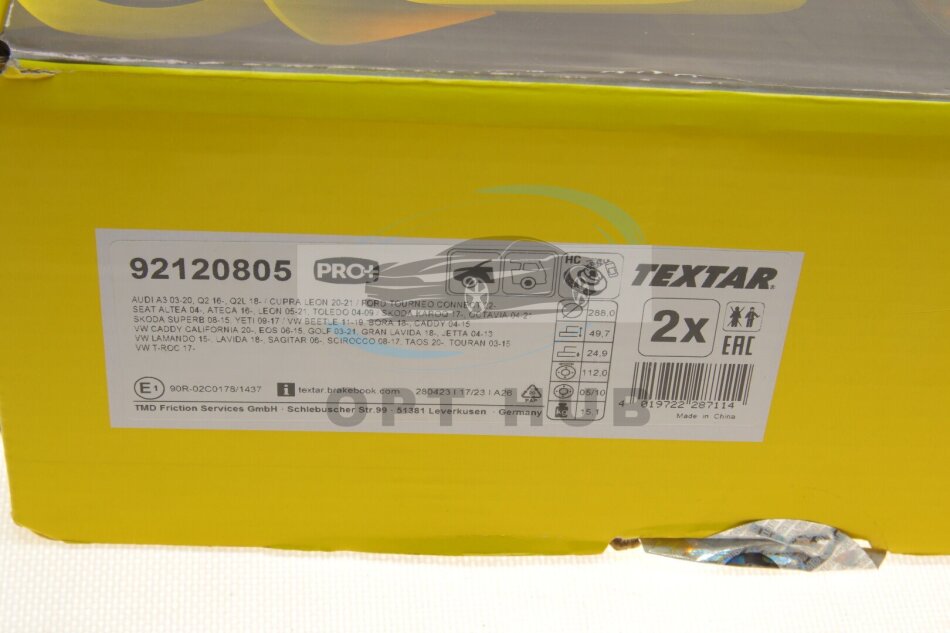 92120805 PRO+ HC TEXTAR
AUDI A3 03-20, Q2 16-, Q2L 18- / CUPRA LEON 20-21 / FORD TOURNEO CONNECT 22-
SEAT ALTEA 04-, ATECA 16-, LEON 05-21, TOLEDO 04-09 / SKODA KAROQ 17-, OCTAVIA 04-
SKODA SUPERB 08-15, YETI 09-17 / VW BEETLE 11-19, BORA 18-, CADDY 04-15
VW CADDY CALIFORNIA 20-, EOS 06-15, GOLF 03-21, GRAN LAVIDA 18-, JETTA 04-13
VW LAMANDO 15-, LAVIDA 18-, SAGITAR 06-, SCIROCCO 08-17, TAOS 20-, TOURAN 03-15
VW T-ROC 17-
288,0
49,7
24,9
112,0
05/10
kg 15,1
2x
EAC
E1 90R-02C0178/1437 i textar.brakebook.com 280423 I 17/23 I A26 PAP
TMD Friction Services GmbH · Schlebuscher Str.99 · 51381 Leverkusen · Germany
4 019722 287114
Made in China
OPT HUB